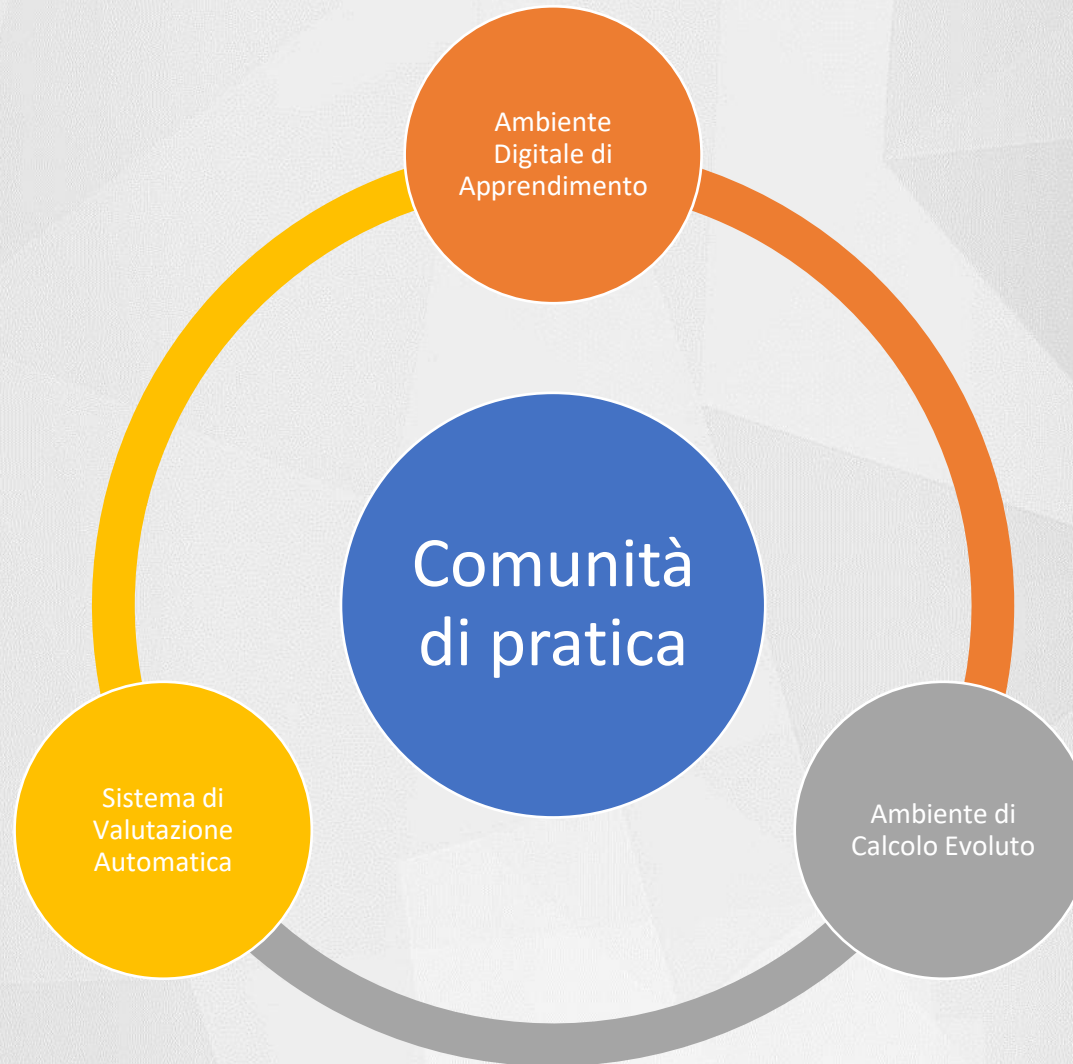 Ambiente
Digitale di
Apprendimento
Comunità
di pratica
Sistema di
Valutazione
Automatica
Ambiente di
Calcolo Evoluto